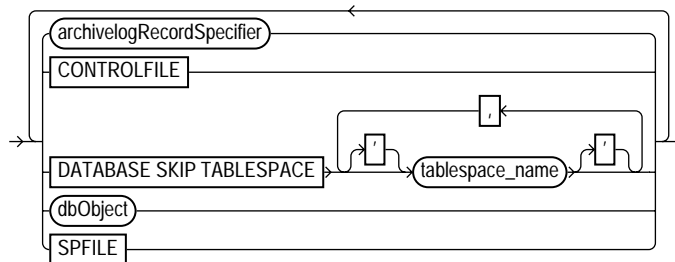 archivelogRecordSpecifier
CONTROLFILE
,
DATABASE SKIP TABLESPACE ' tablespace_name '
dbObject
SPFILE